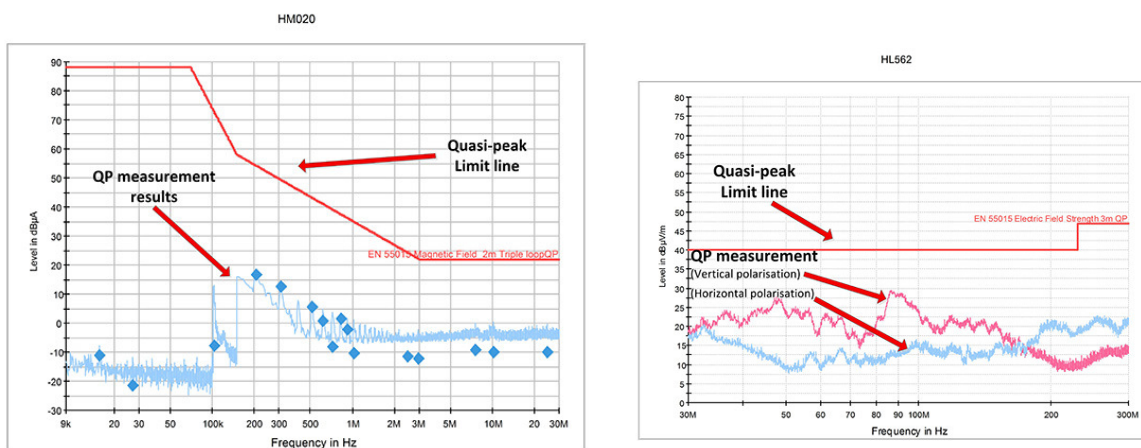 HM020
90
80
70
60
50
40
30
20
10
0
-10
-20
-30
Level in dBµA
9k
20
30
50
100k
200
300
500
1M
2M
3M
5M
10M
20M
30M
Frequency in Hz
QP measurement
results
Quasi-peak
Limit line
EN 55015 Magnetic Field 2m Triple loopQP
HL562
80
75
70
65
60
55
50
45
40
35
30
25
20
15
10
5
0
Level in dBµV/m
30M
50
60
70
80
90
100M
200
300M
Frequency in Hz
Quasi-peak
Limit line
EN 55015 Electric Field Strength 3m QP
QP measurement
(Vertical polarisation)
(Horizontal polarisation)